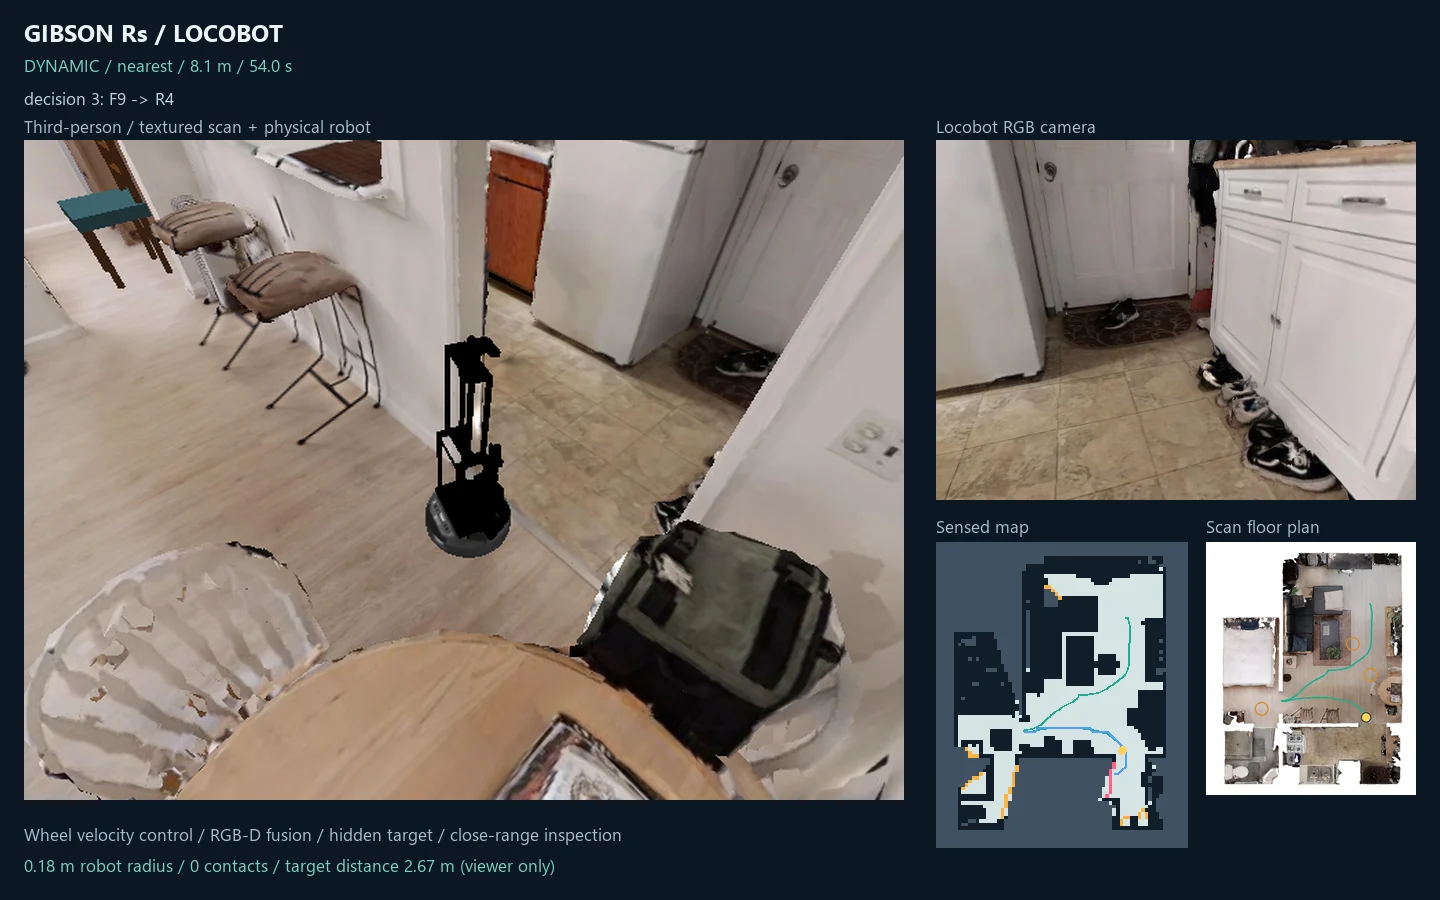 GIBSON Rs / LOCOBOT
DYNAMIC / nearest / 8.1 m / 54.0 s
decision 3: F9 -> R4
Third-person / textured scan + physical robot
Locobot RGB camera
Sensed map
Scan floor plan
Wheel velocity control / RGB-D fusion / hidden target / close-range inspection
0.18 m robot radius / 0 contacts / target distance 2.67 m (viewer only)